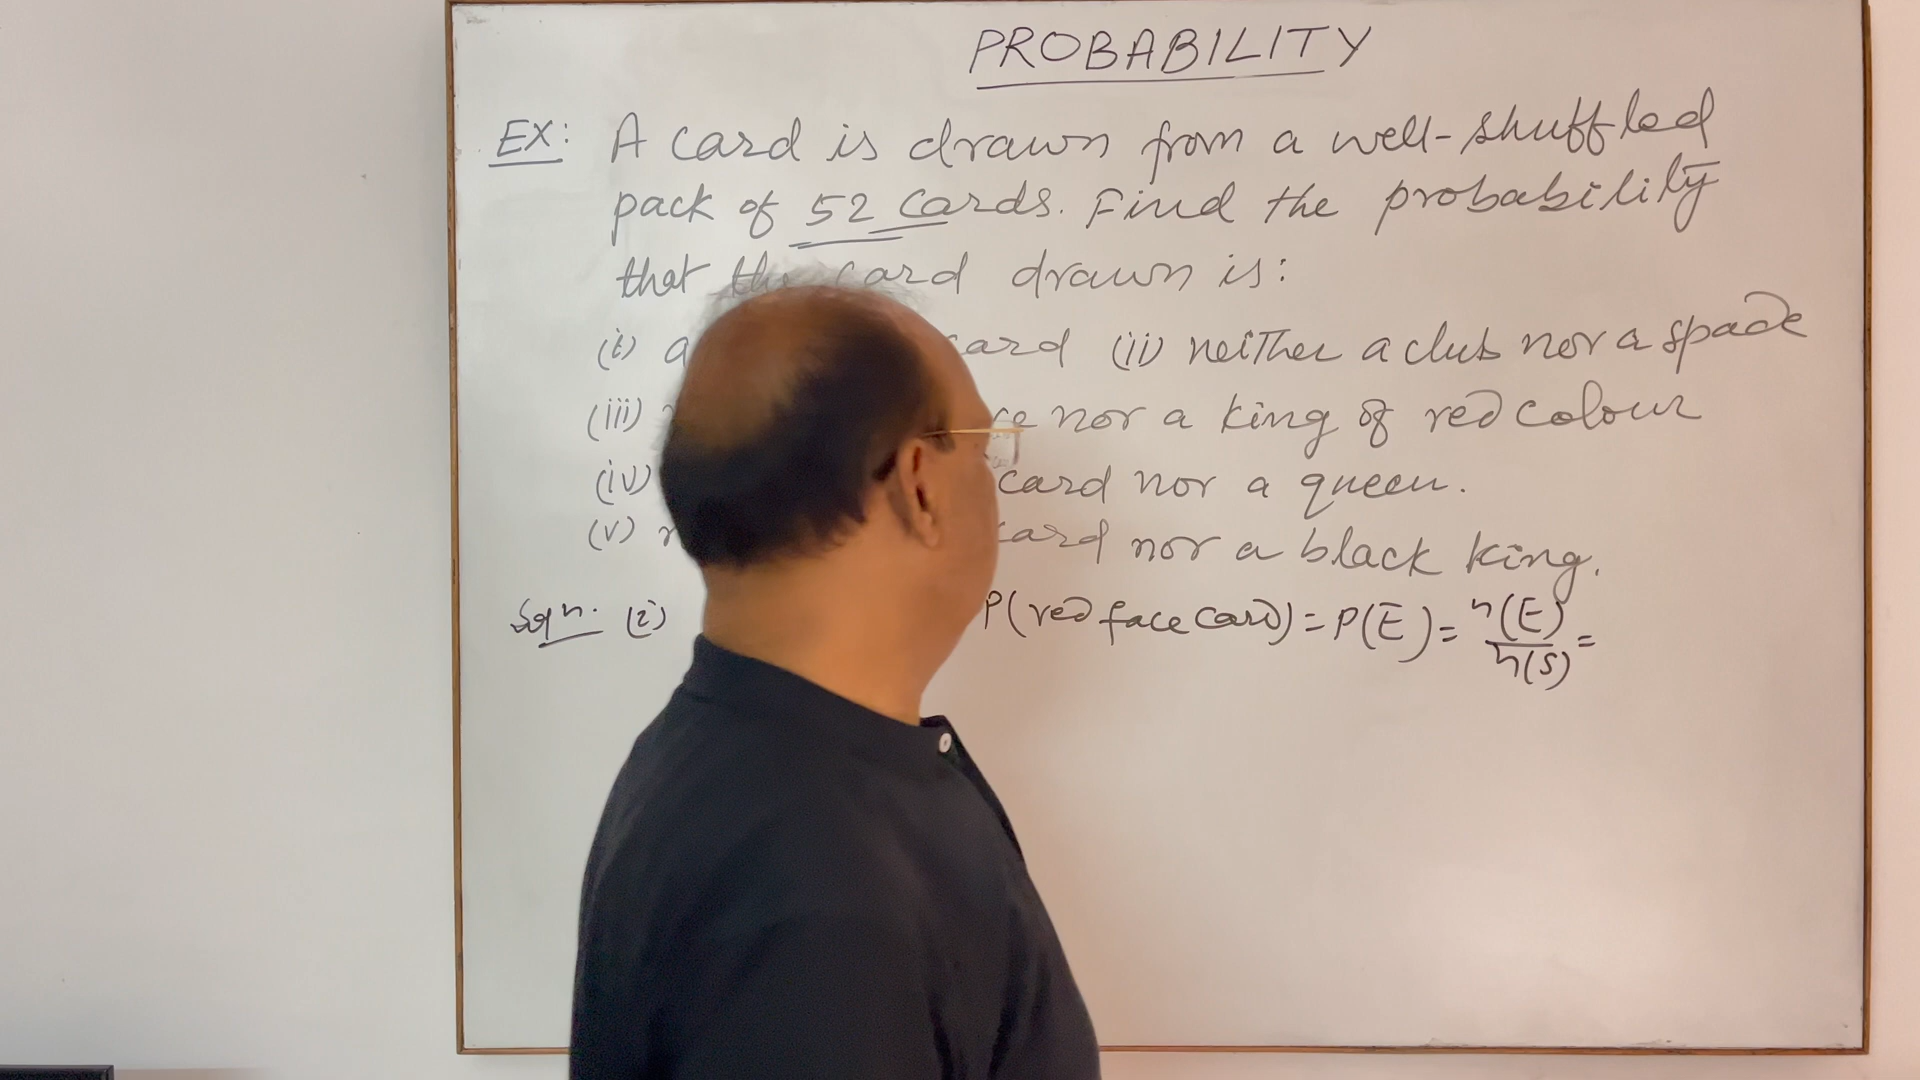 PROBABILITY
EX: A card is drawn from a well-shuffled
pack of 52 cards. Find the probability
that the card drawn is:
(i) a card (ii) neither a club nor a spade
(iii) nor a king of red colour
(iv) card nor a queen.
(v) card nor a black king.
Solⁿ. (i) P(red face card) = P(E) = n(E)/n(S) =